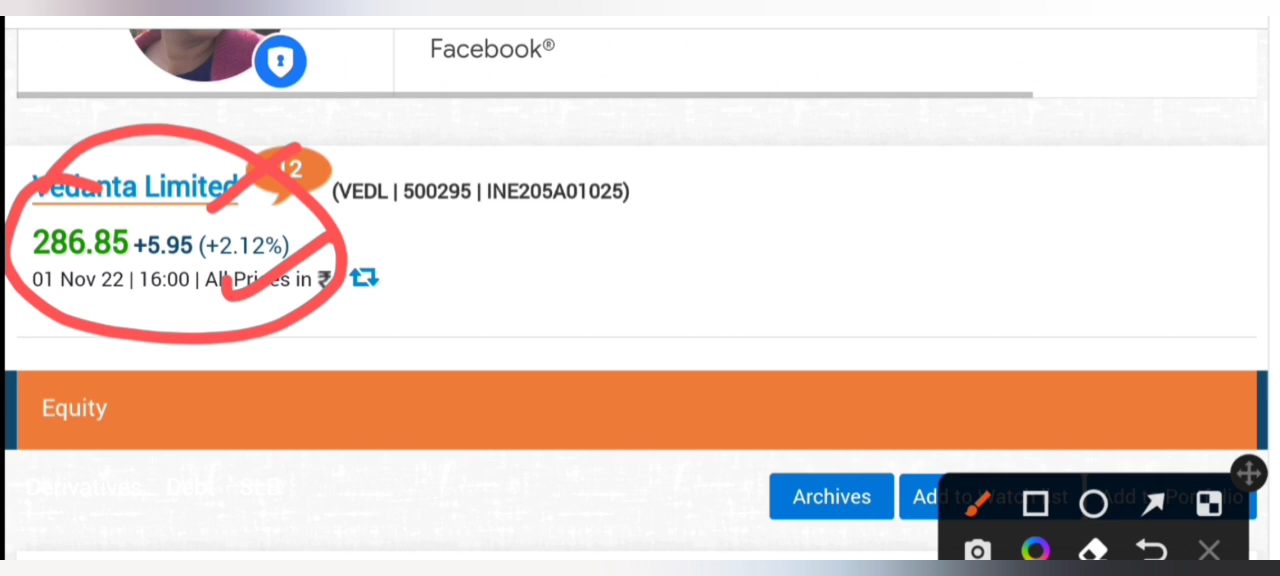 Facebook®
Vedanta Limited
(VEDL | 500295 | INE205A01025)
286.85 +5.95 (+2.12%)
01 Nov 22 | 16:00 | All Prices in ₹
Equity
Derivatives Debt SLB
Archives Add to Watchlist Add to Portfolio